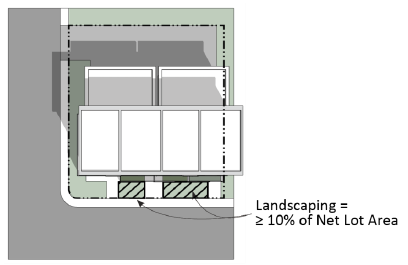 Landscaping =
≥ 10% of Net Lot Area